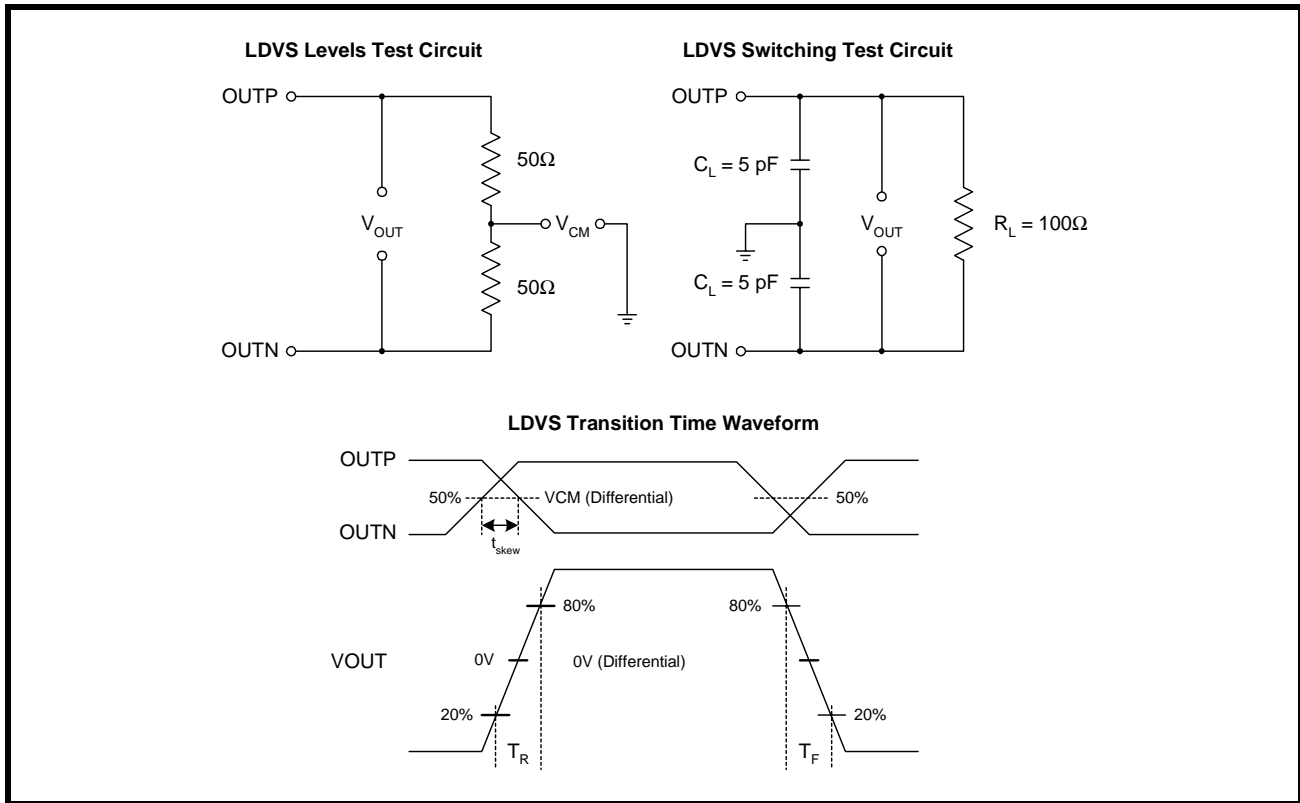 LDVS Levels Test Circuit
OUTP
50Ω
V_OUT
V_CM
50Ω
OUTN
LDVS Switching Test Circuit
OUTP
C_L = 5 pF
V_OUT
R_L = 100Ω
C_L = 5 pF
OUTN
LDVS Transition Time Waveform
OUTP
50%
VCM (Differential)
50%
OUTN
t_skew
80%
80%
VOUT
0V
0V (Differential)
20%
20%
T_R
T_F